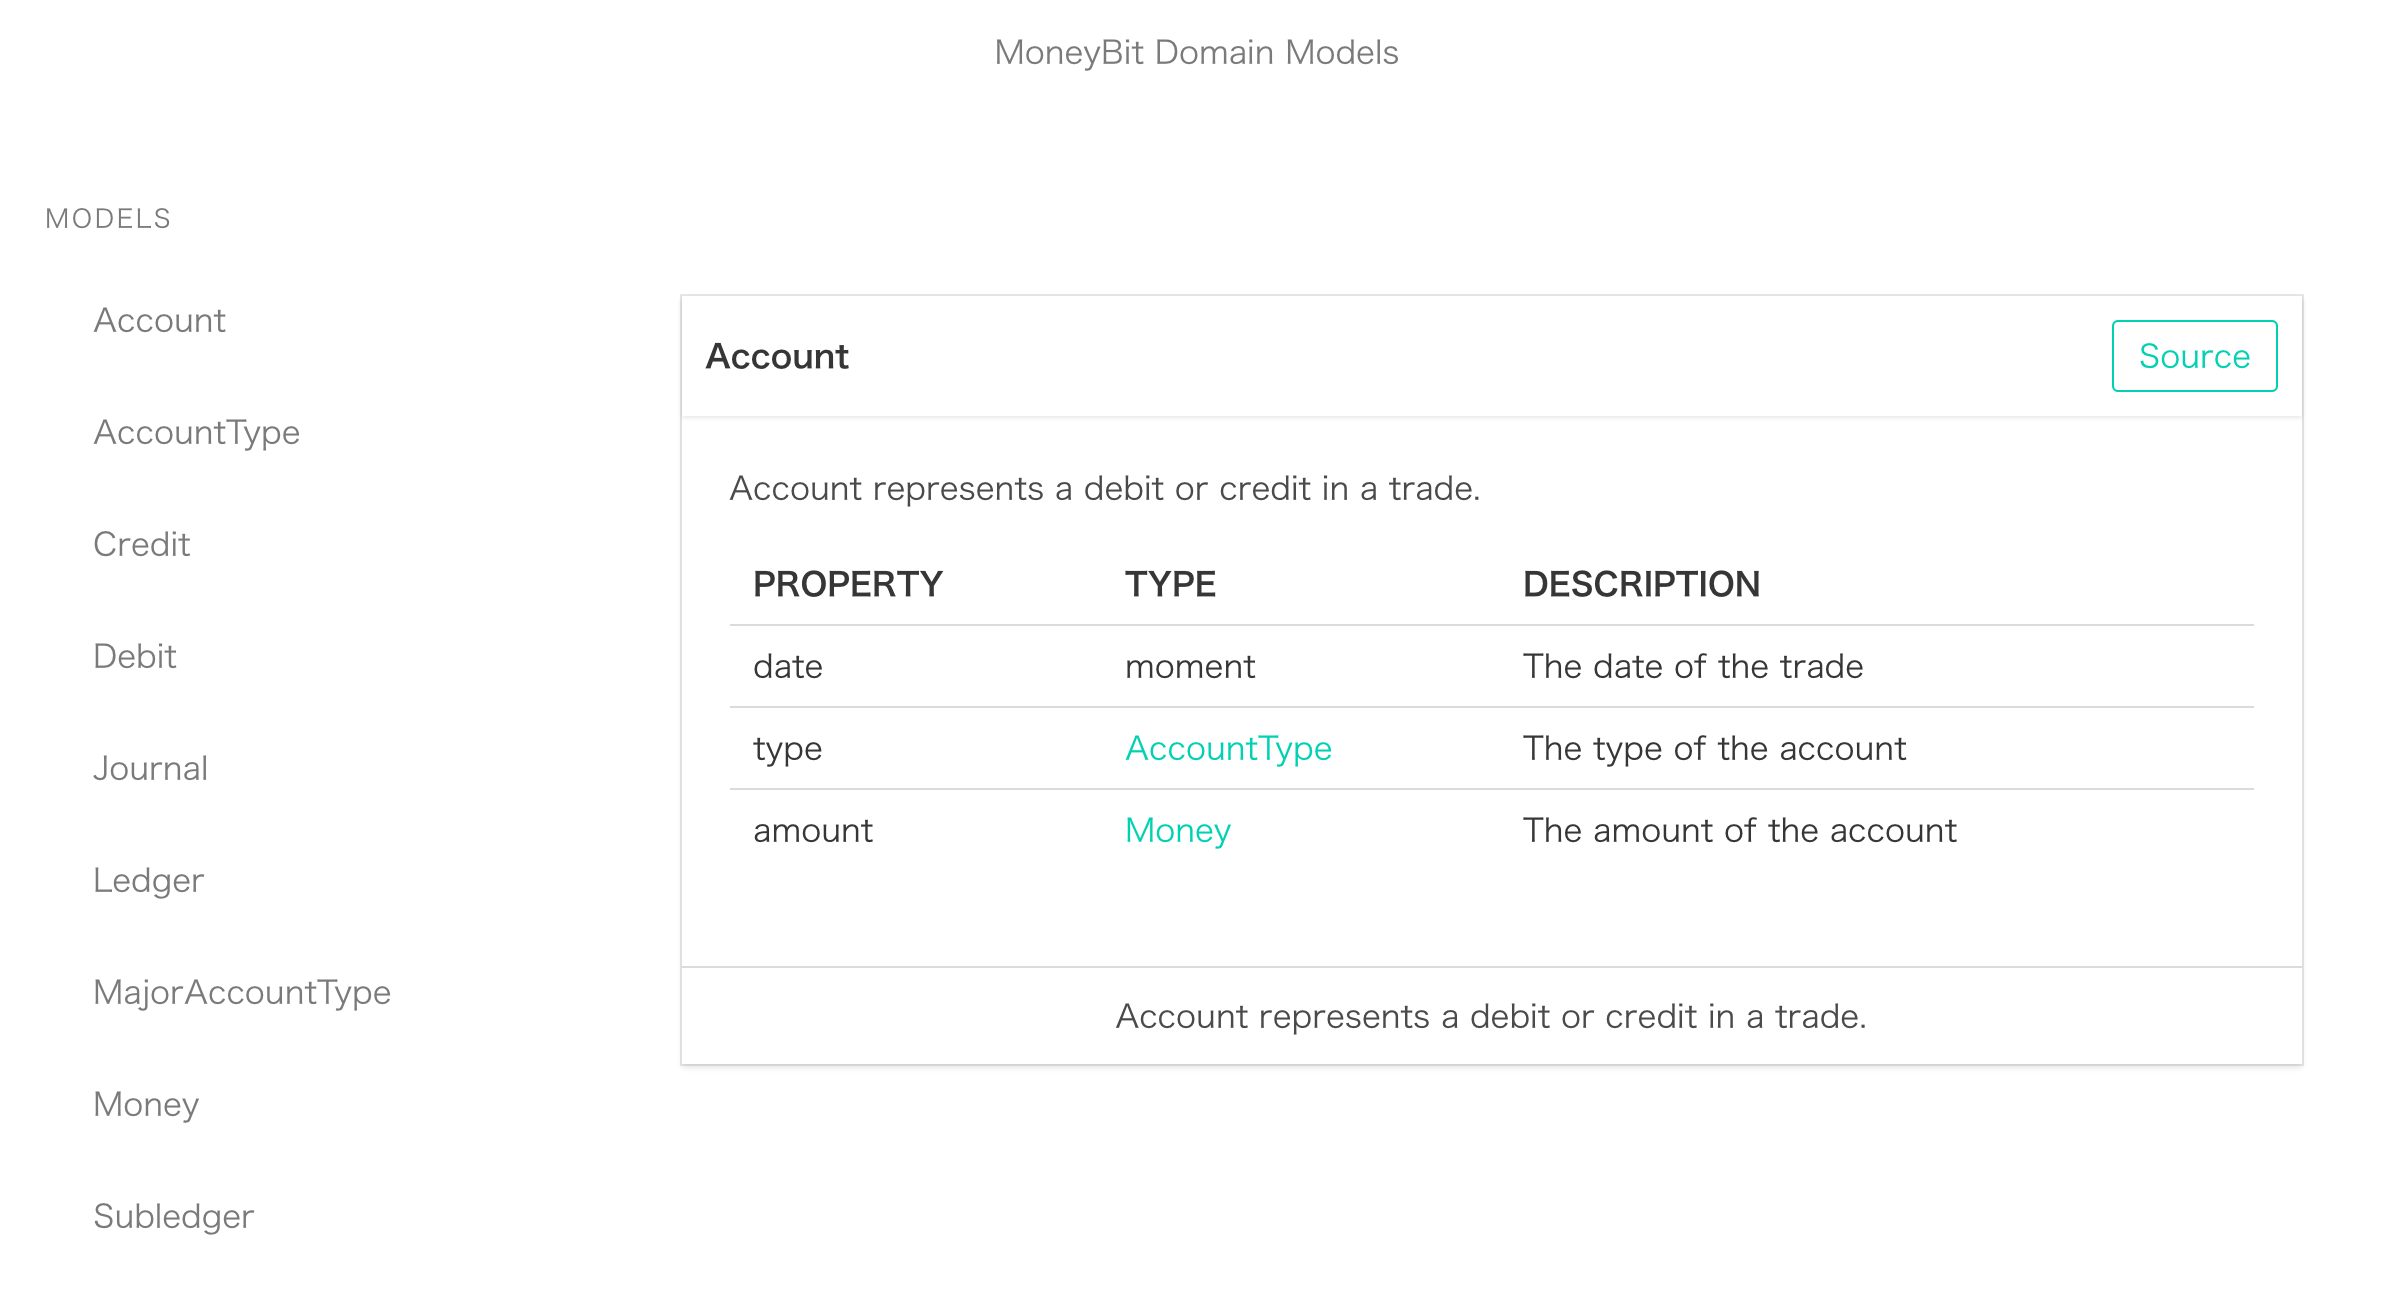 MoneyBit Domain Models
MODELS
Account
AccountType
Credit
Debit
Journal
Ledger
MajorAccountType
Money
Subledger
Account Source
Account represents a debit or credit in a trade.
PROPERTY TYPE DESCRIPTION
date moment The date of the trade
type AccountType The type of the account
amount Money The amount of the account
Account represents a debit or credit in a trade.